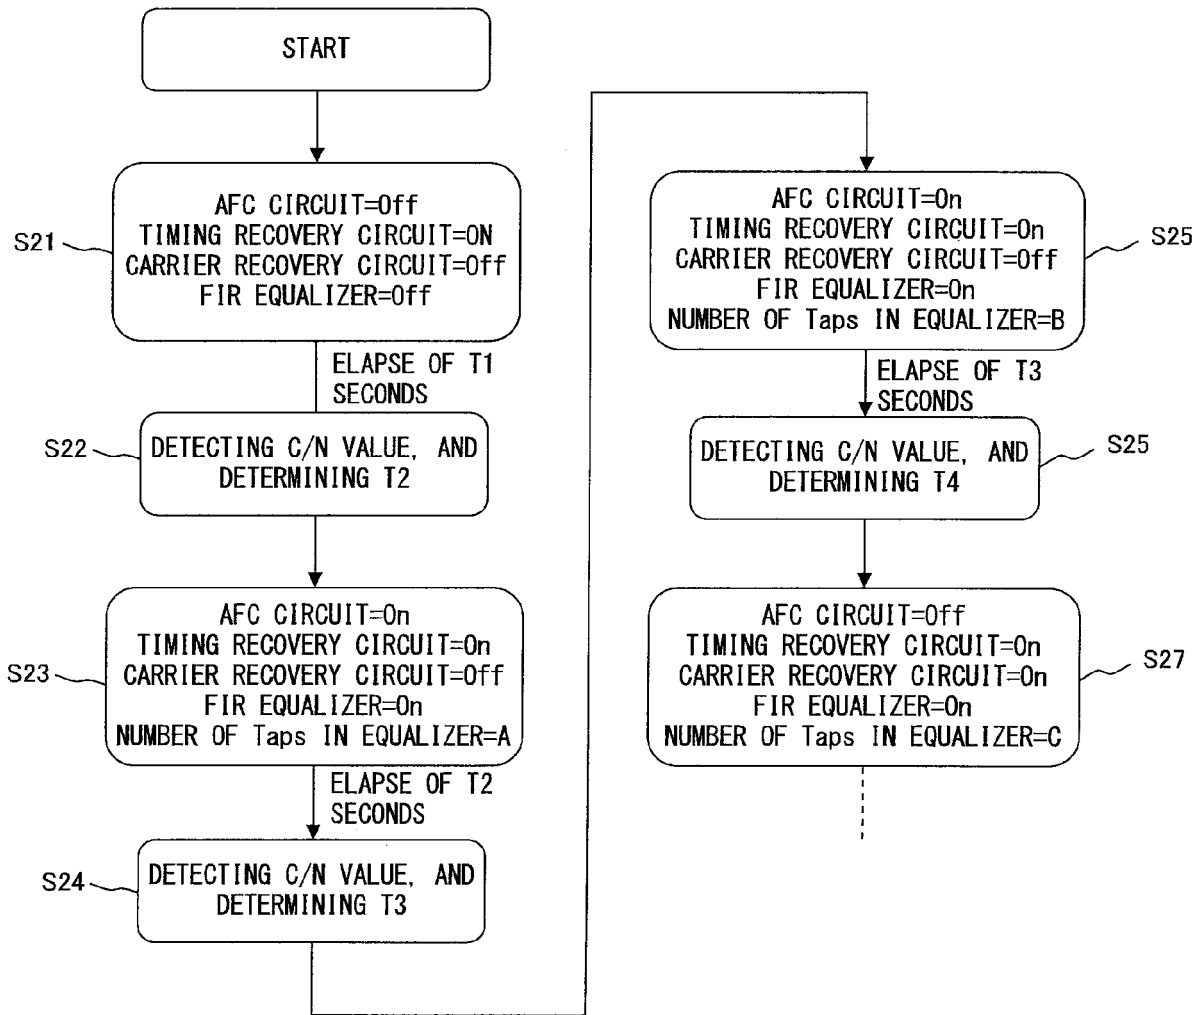 START
S21
AFC CIRCUIT=Off
TIMING RECOVERY CIRCUIT=ON
CARRIER RECOVERY CIRCUIT=Off
FIR EQUALIZER=Off
ELAPSE OF T1
SECONDS
S22
DETECTING C/N VALUE, AND
DETERMINING T2
S23
AFC CIRCUIT=On
TIMING RECOVERY CIRCUIT=On
CARRIER RECOVERY CIRCUIT=Off
FIR EQUALIZER=On
NUMBER OF Taps IN EQUALIZER=A
ELAPSE OF T2
SECONDS
S24
DETECTING C/N VALUE, AND
DETERMINING T3
AFC CIRCUIT=On
TIMING RECOVERY CIRCUIT=On
CARRIER RECOVERY CIRCUIT=Off
FIR EQUALIZER=On
NUMBER OF Taps IN EQUALIZER=B
S25
ELAPSE OF T3
SECONDS
DETECTING C/N VALUE, AND
DETERMINING T4
S25
AFC CIRCUIT=Off
TIMING RECOVERY CIRCUIT=On
CARRIER RECOVERY CIRCUIT=On
FIR EQUALIZER=On
NUMBER OF Taps IN EQUALIZER=C
S27